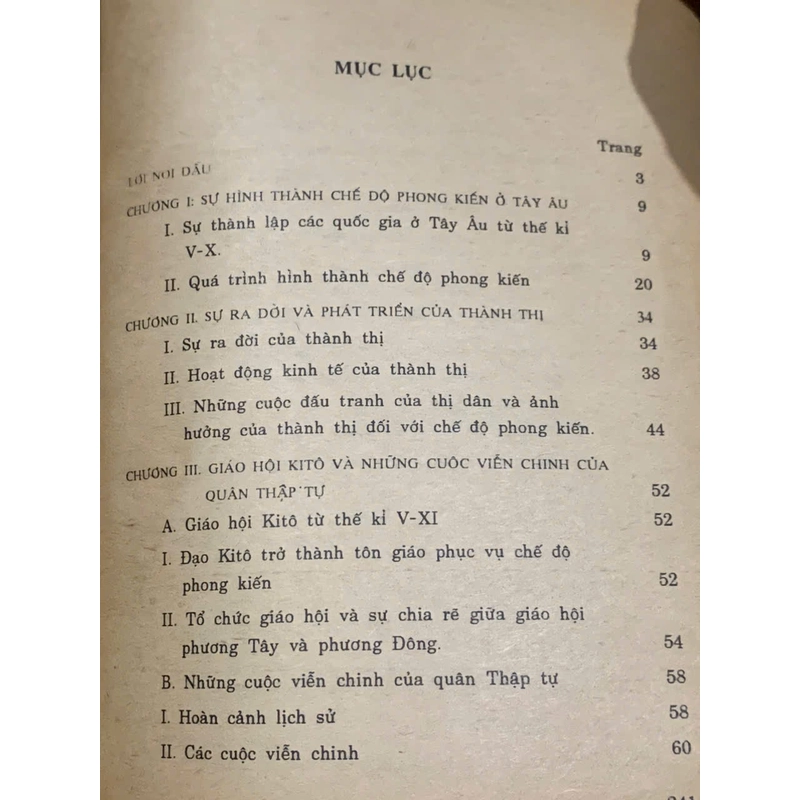 MỤC LỤC
Trang
LỜI NÓI ĐẦU 3
CHƯƠNG I: SỰ HÌNH THÀNH CHẾ ĐỘ PHONG KIẾN Ở TÂY ÂU 9
I. Sự thành lập các quốc gia ở Tây Âu từ thế kỉ
V-X. 9
II. Quá trình hình thành chế độ phong kiến 20
CHƯƠNG II. SỰ RA ĐỜI VÀ PHÁT TRIỂN CỦA THÀNH THỊ 34
I. Sự ra đời của thành thị 34
II. Hoạt động kinh tế của thành thị 38
III. Những cuộc đấu tranh của thị dân và ảnh
hưởng của thành thị đối với chế độ phong kiến. 44
CHƯƠNG III. GIÁO HỘI KITÔ VÀ NHỮNG CUỘC VIỄN CHINH CỦA
QUÂN THẬP TỰ 52
A. Giáo hội Kitô từ thế kỉ V-XI 52
I. Đạo Kitô trở thành tôn giáo phục vụ chế độ
phong kiến 52
II. Tổ chức giáo hội và sự chia rẽ giữa giáo hội
phương Tây và phương Đông. 54
B. Những cuộc viễn chinh của quân Thập tự 58
I. Hoàn cảnh lịch sử 58
II. Các cuộc viễn chinh 60